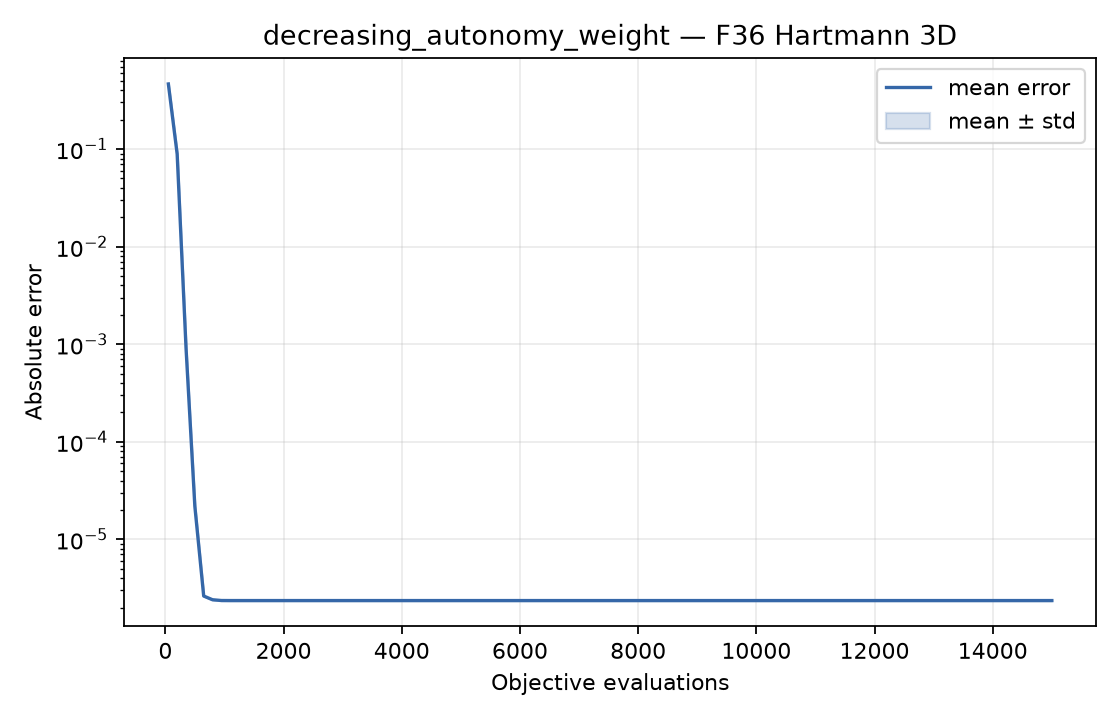 decreasing_autonomy_weight — F36 Hartmann 3D
mean error
mean ± std
Absolute error
10⁻¹
10⁻²
10⁻³
10⁻⁴
10⁻⁵
0 2000 4000 6000 8000 10000 12000 14000
Objective evaluations